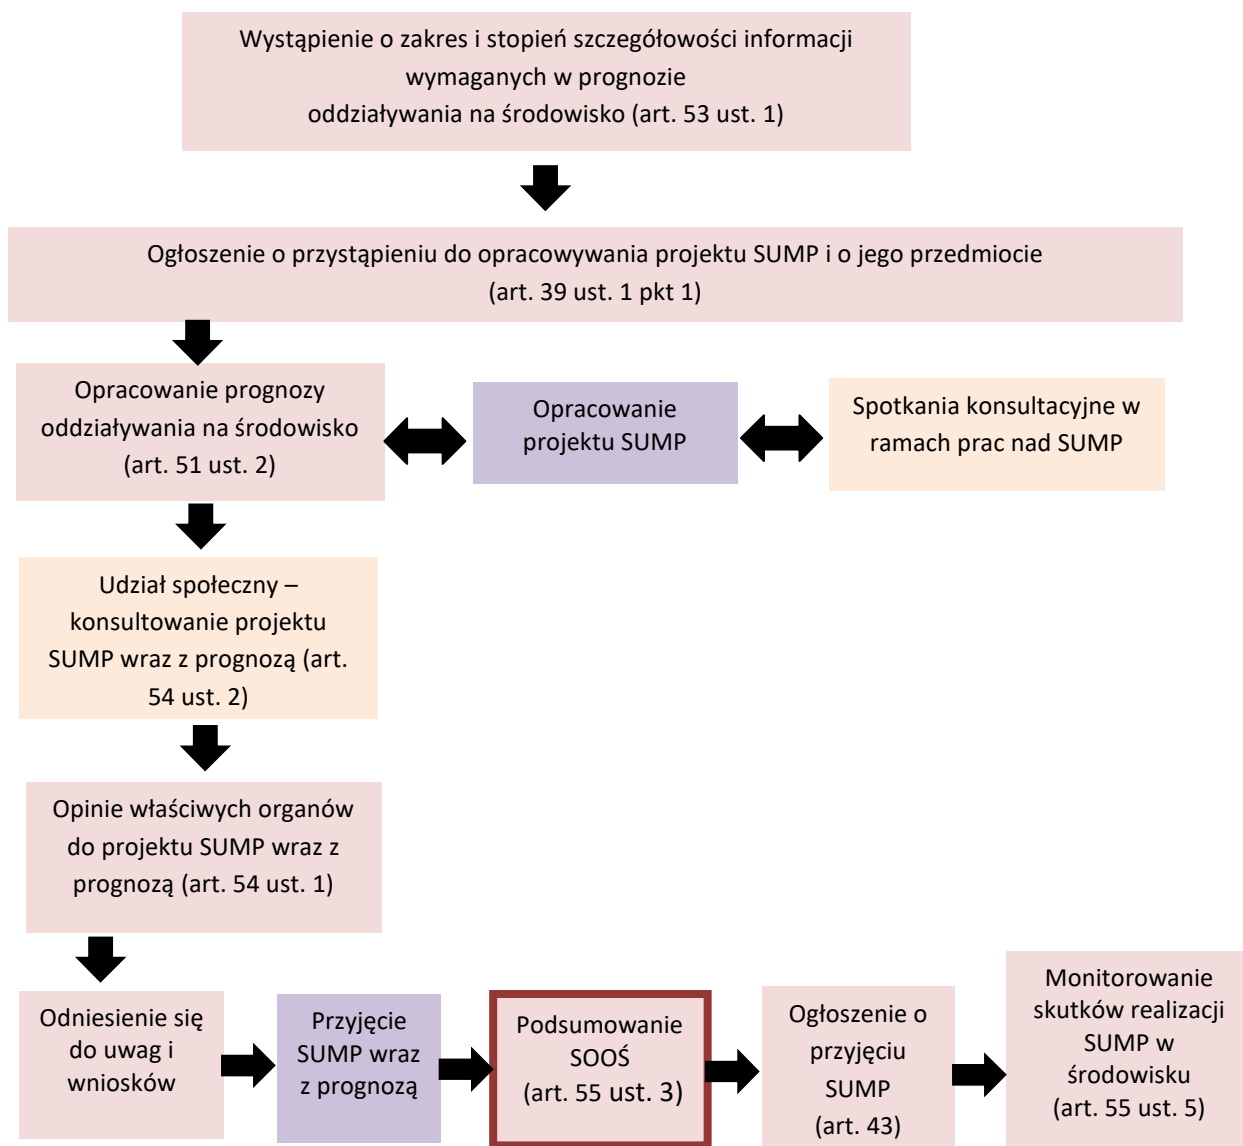 Wystąpienie o zakres i stopień szczegółowości informacji
wymaganych w prognozie
oddziaływania na środowisko (art. 53 ust. 1)
Ogłoszenie o przystąpieniu do opracowywania projektu SUMP i o jego przedmiocie
(art. 39 ust. 1 pkt 1)
Opracowanie prognozy
oddziaływania na środowisko
(art. 51 ust. 2)
Opracowanie
projektu SUMP
Spotkania konsultacyjne w
ramach prac nad SUMP
Udział społeczny –
konsultowanie projektu
SUMP wraz z prognozą (art.
54 ust. 2)
Opinie właściwych organów
do projektu SUMP wraz z
prognozą (art. 54 ust. 1)
Odniesienie się
do uwag i
wniosków
Przyjęcie
SUMP wraz
z prognozą
Podsumowanie
SOOŚ
(art. 55 ust. 3)
Ogłoszenie o
przyjęciu
SUMP
(art. 43)
Monitorowanie
skutków realizacji
SUMP w
środowisku
(art. 55 ust. 5)